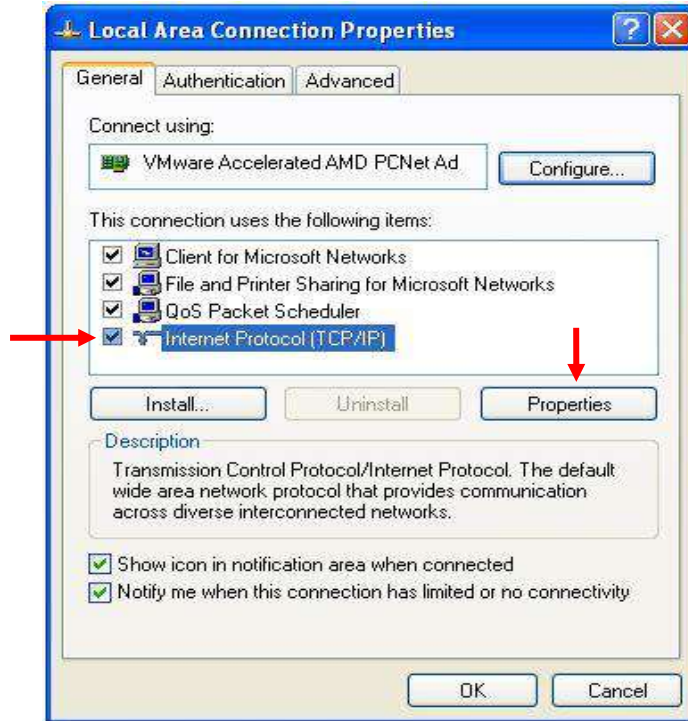 Local Area Connection Properties
General Authentication Advanced
Connect using:
VMware Accelerated AMD PCNet Ad
Configure...
This connection uses the following items:
Client for Microsoft Networks
File and Printer Sharing for Microsoft Networks
QoS Packet Scheduler
Internet Protocol (TCP/IP)
Install... Uninstall Properties
Description
Transmission Control Protocol/Internet Protocol. The default
wide area network protocol that provides communication
across diverse interconnected networks.
Show icon in notification area when connected
Notify me when this connection has limited or no connectivity
OK Cancel